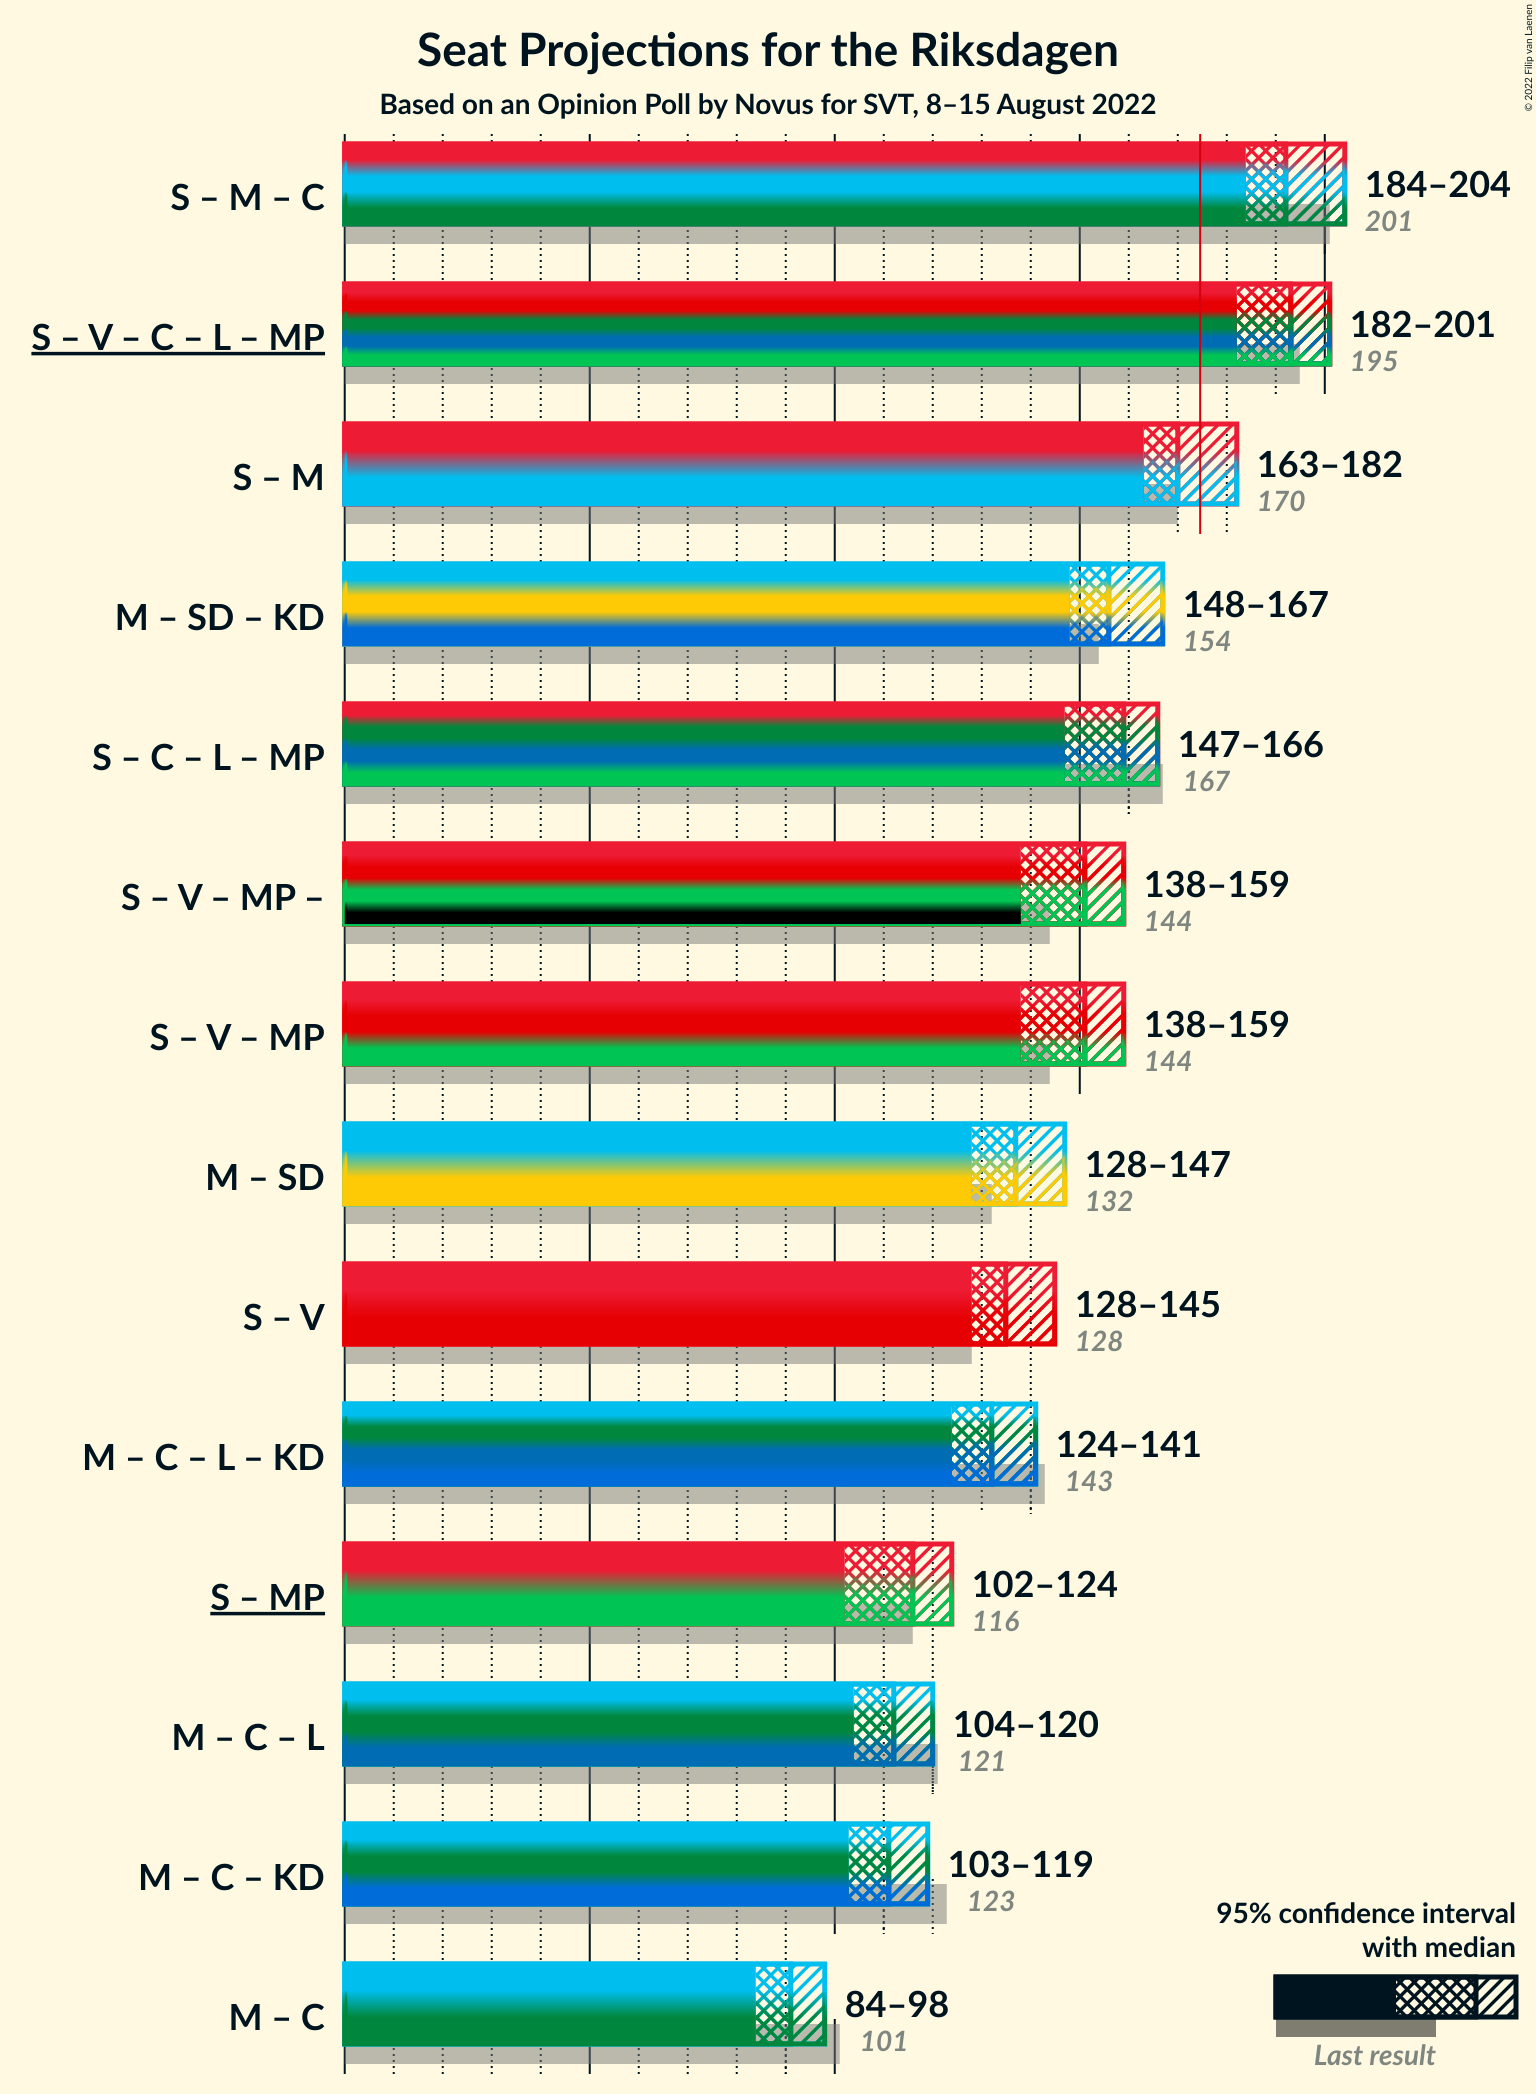 Seat Projections for the Riksdagen
Based on an Opinion Poll by Novus for SVT, 8–15 August 2022
© 2022 Filip van Laenen
S – M – C
184–204
201
S – V – C – L – MP
182–201
195
S – M
163–182
170
M – SD – KD
148–167
154
S – C – L – MP
147–166
167
S – V – MP –
138–159
144
S – V – MP
138–159
144
M – SD
128–147
132
S – V
128–145
128
M – C – L – KD
124–141
143
S – MP
102–124
116
M – C – L
104–120
121
M – C – KD
103–119
123
M – C
84–98
101
95% confidence interval
with median
Last result